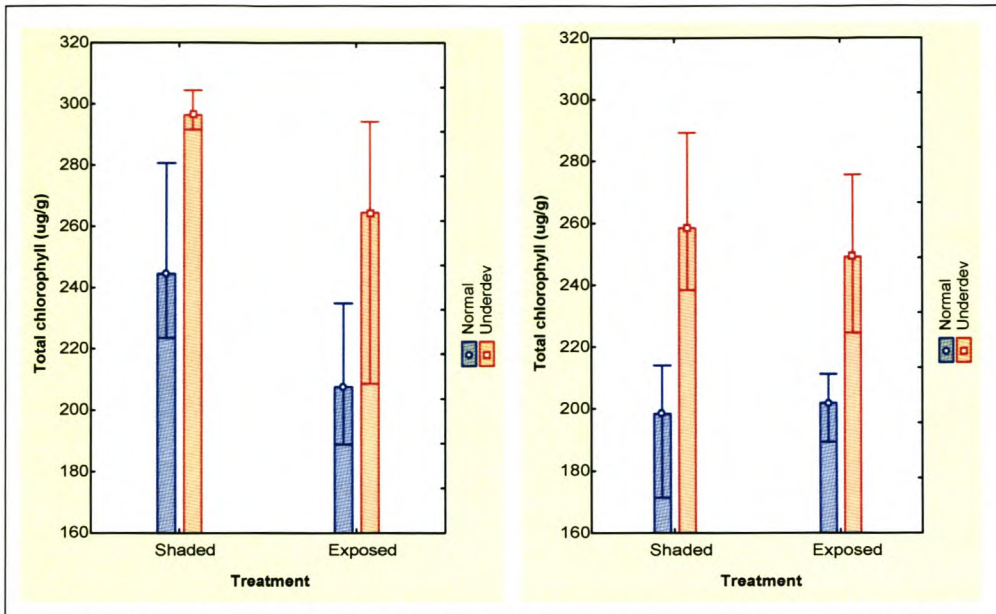 320
300
280
260
240
220
200
180
160
Total chlorophyll (ug/g)
Shaded
Exposed
Treatment
Normal
Underdev
320
300
280
260
240
220
200
180
160
Total chlorophyll (ug/g)
Shaded
Exposed
Treatment
Normal
Underdev